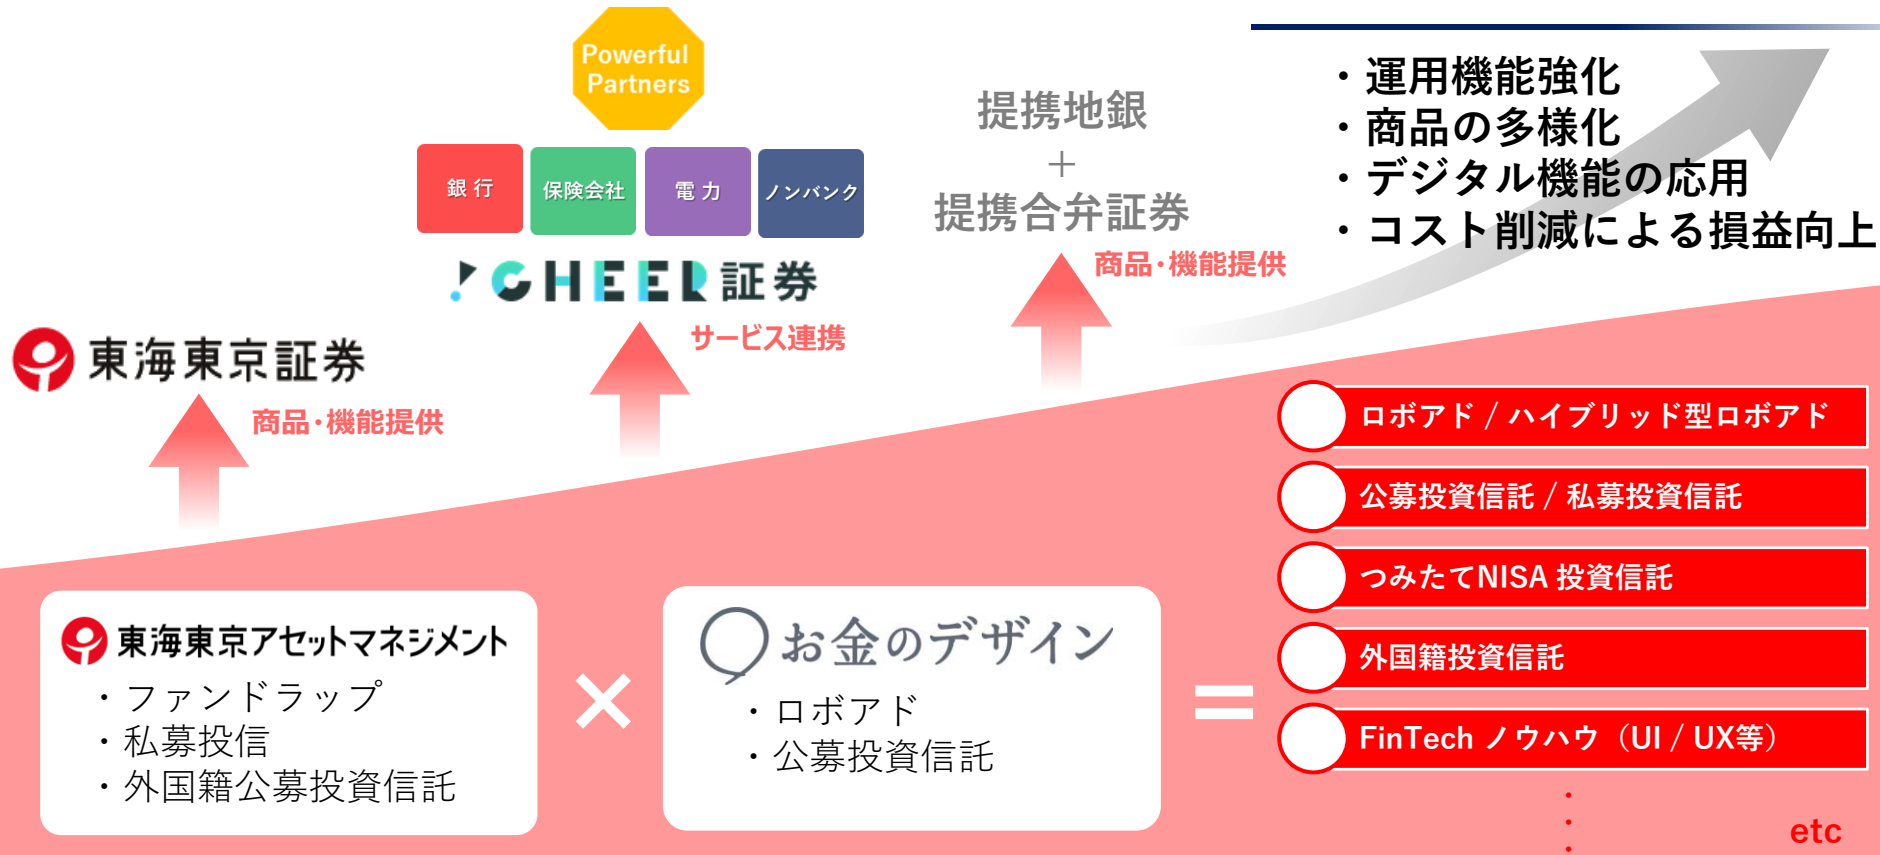 Powerful
Partners
銀 行
保険会社
電 力
ノンバンク
CHEER証券
サービス連携
提携地銀
＋
提携合弁証券
商品・機能提供
・運用機能強化
・商品の多様化
・デジタル機能の応用
・コスト削減による損益向上
東海東京証券
商品・機能提供
東海東京アセットマネジメント
・ファンドラップ
・私募投信
・外国籍公募投資信託
×
お金のデザイン
・ロボアド
・公募投資信託
=
ロボアド / ハイブリッド型ロボアド
公募投資信託 / 私募投資信託
つみたてNISA 投資信託
外国籍投資信託
FinTech ノウハウ（UI / UX等）
・
・
・
etc